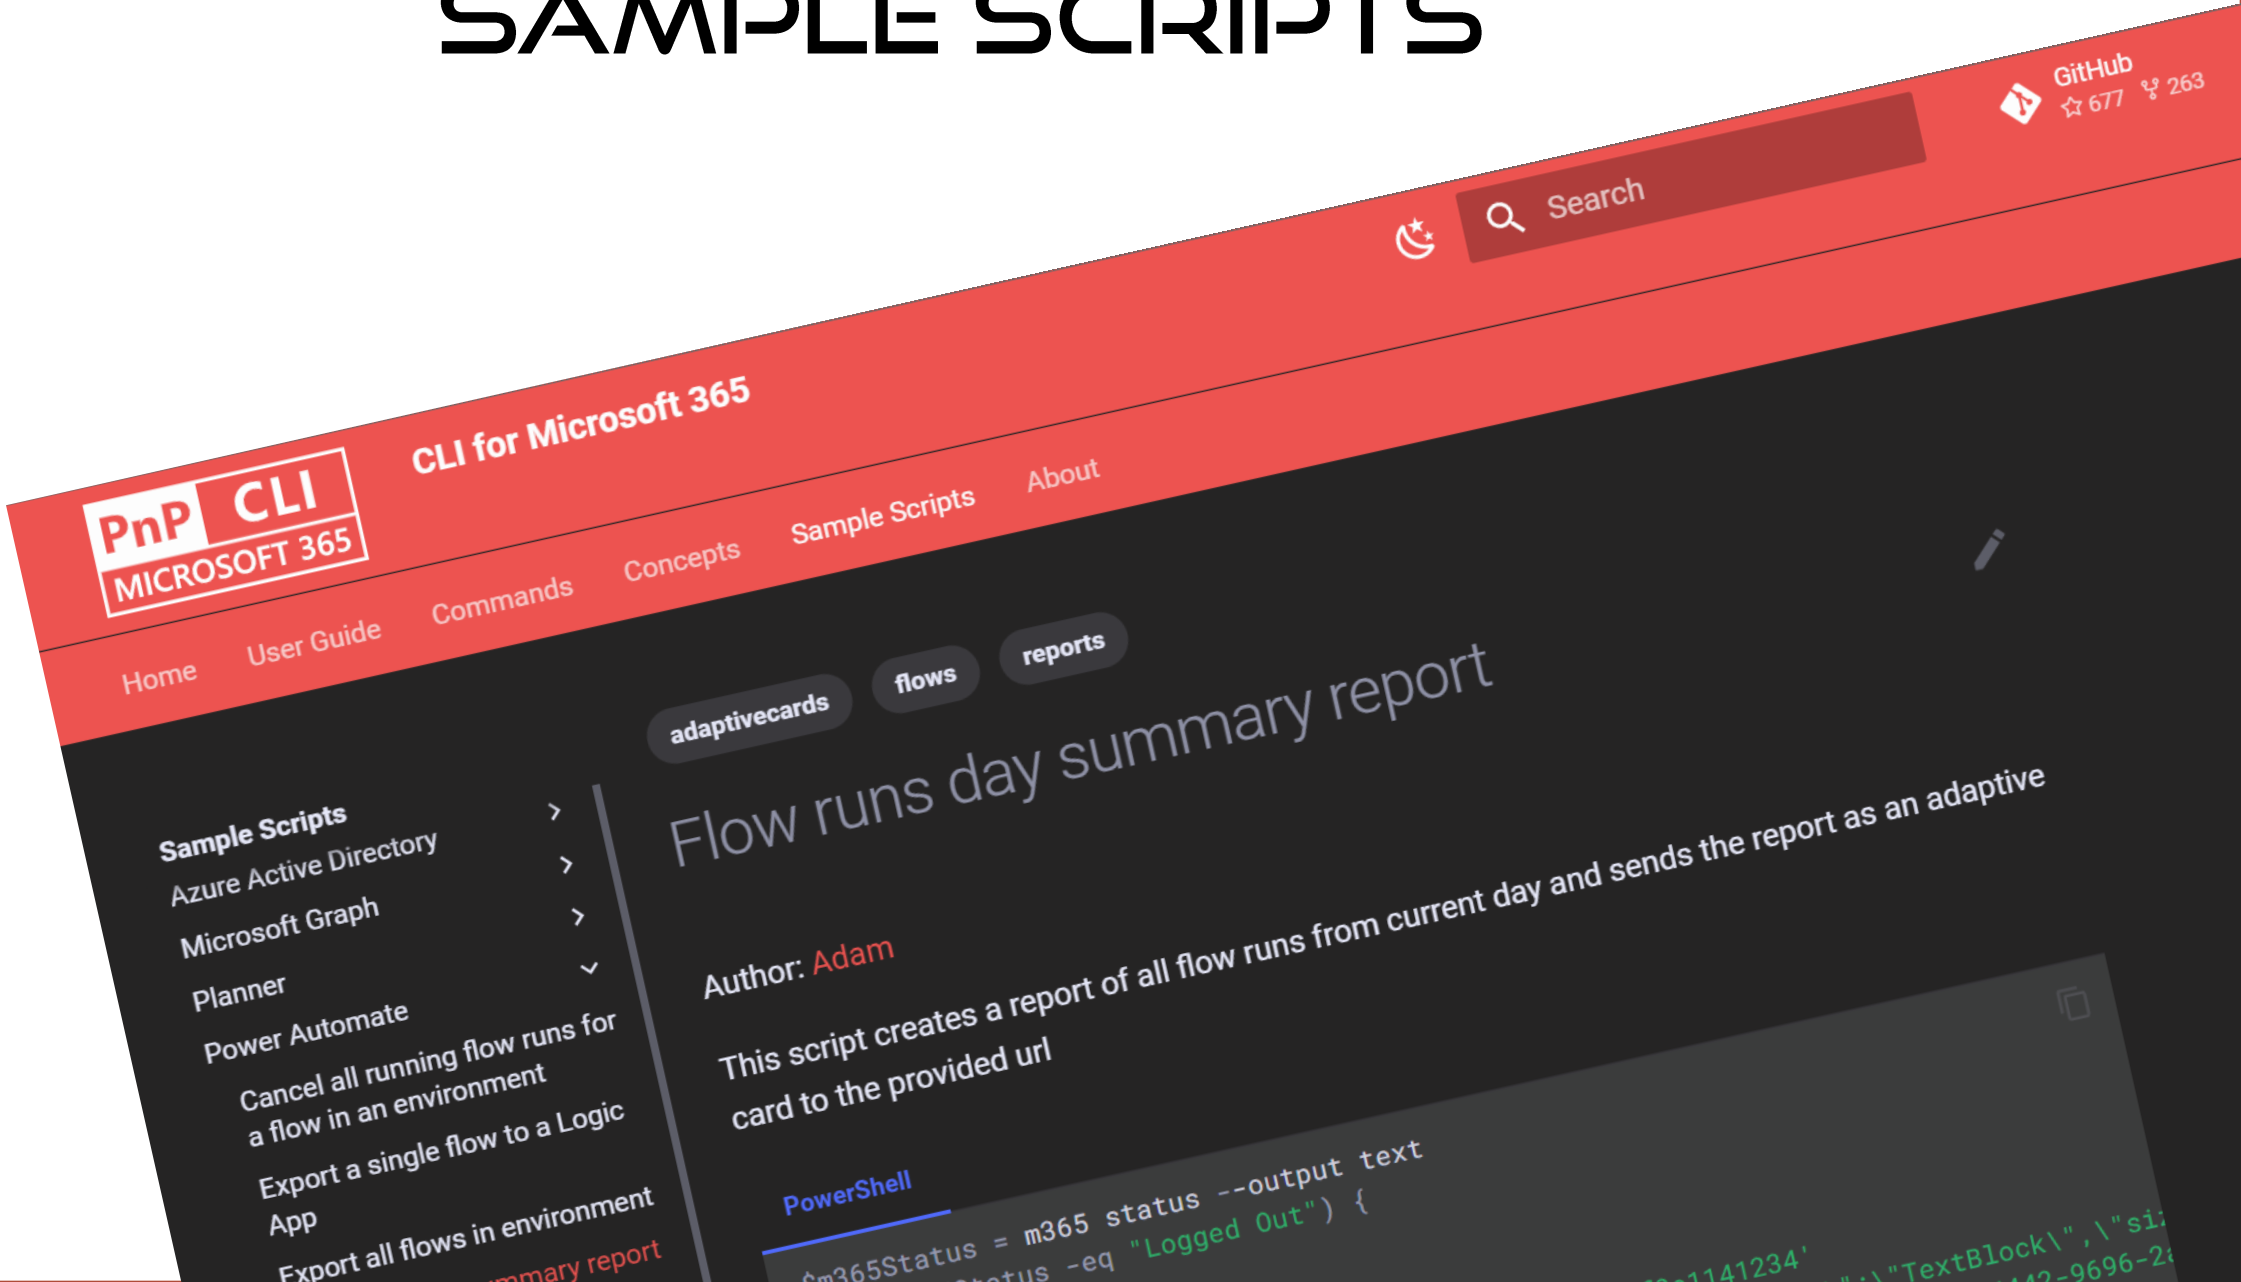 SAMPLE SCRIPTS
GitHub
677 263
Search
CLI for Microsoft 365
PnP CLI
MICROSOFT 365
Home User Guide Commands Concepts Sample Scripts About
adaptivecards flows reports
Flow runs day summary report
Sample Scripts
Azure Active Directory
Microsoft Graph
Planner
Power Automate
Cancel all running flow runs for
a flow in an environment
Export a single flow to a Logic
App
Export all flows in environment
report
Author: Adam
This script creates a report of all flow runs from current day and sends the report as an adaptive
card to the provided url
PowerShell
$m365Status = m365 status --output text
-eq "Logged Out") {